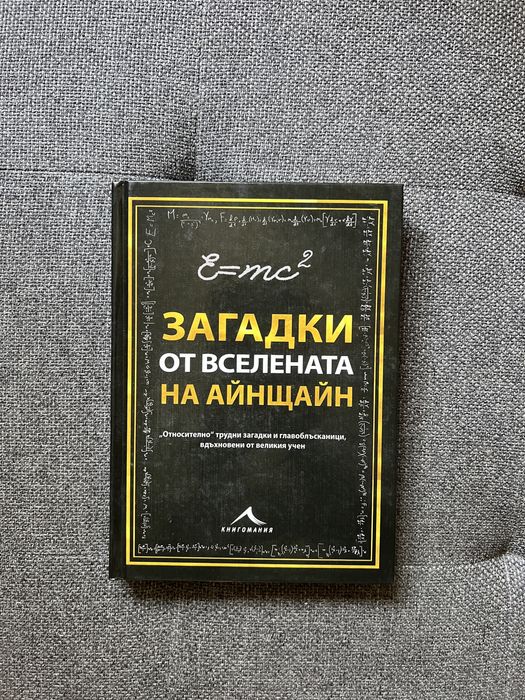 E=mc²
ЗАГАДКИ
ОТ ВСЕЛЕНАТА
НА АЙНЩАЙН
„Относително“ трудни загадки и главоблъсканици,
вдъхновени от великия учен
КНИГОМАНИЯ